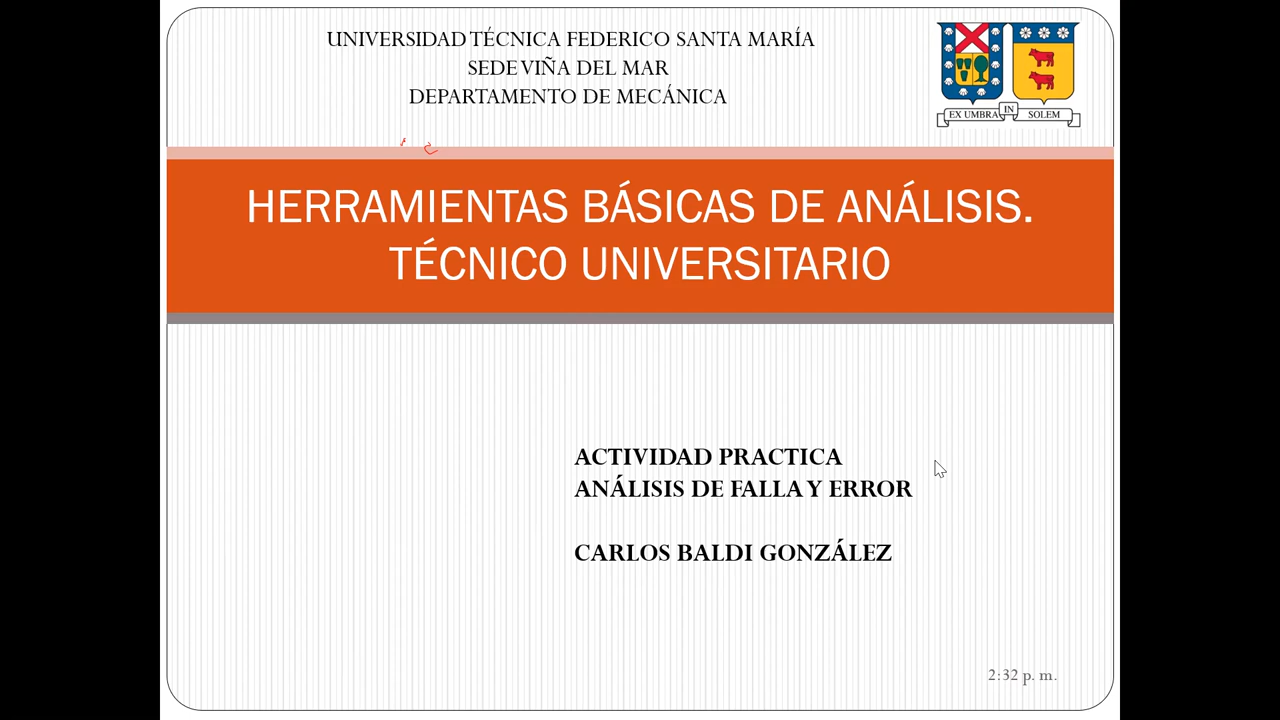 UNIVERSIDAD TÉCNICA FEDERICO SANTA MARÍA
SEDE VIÑA DEL MAR
DEPARTAMENTO DE MECÁNICA
EX UMBRA IN SOLEM
HERRAMIENTAS BÁSICAS DE ANÁLISIS.
TÉCNICO UNIVERSITARIO
ACTIVIDAD PRACTICA
ANÁLISIS DE FALLA Y ERROR
CARLOS BALDI GONZÁLEZ
2:32 p. m.